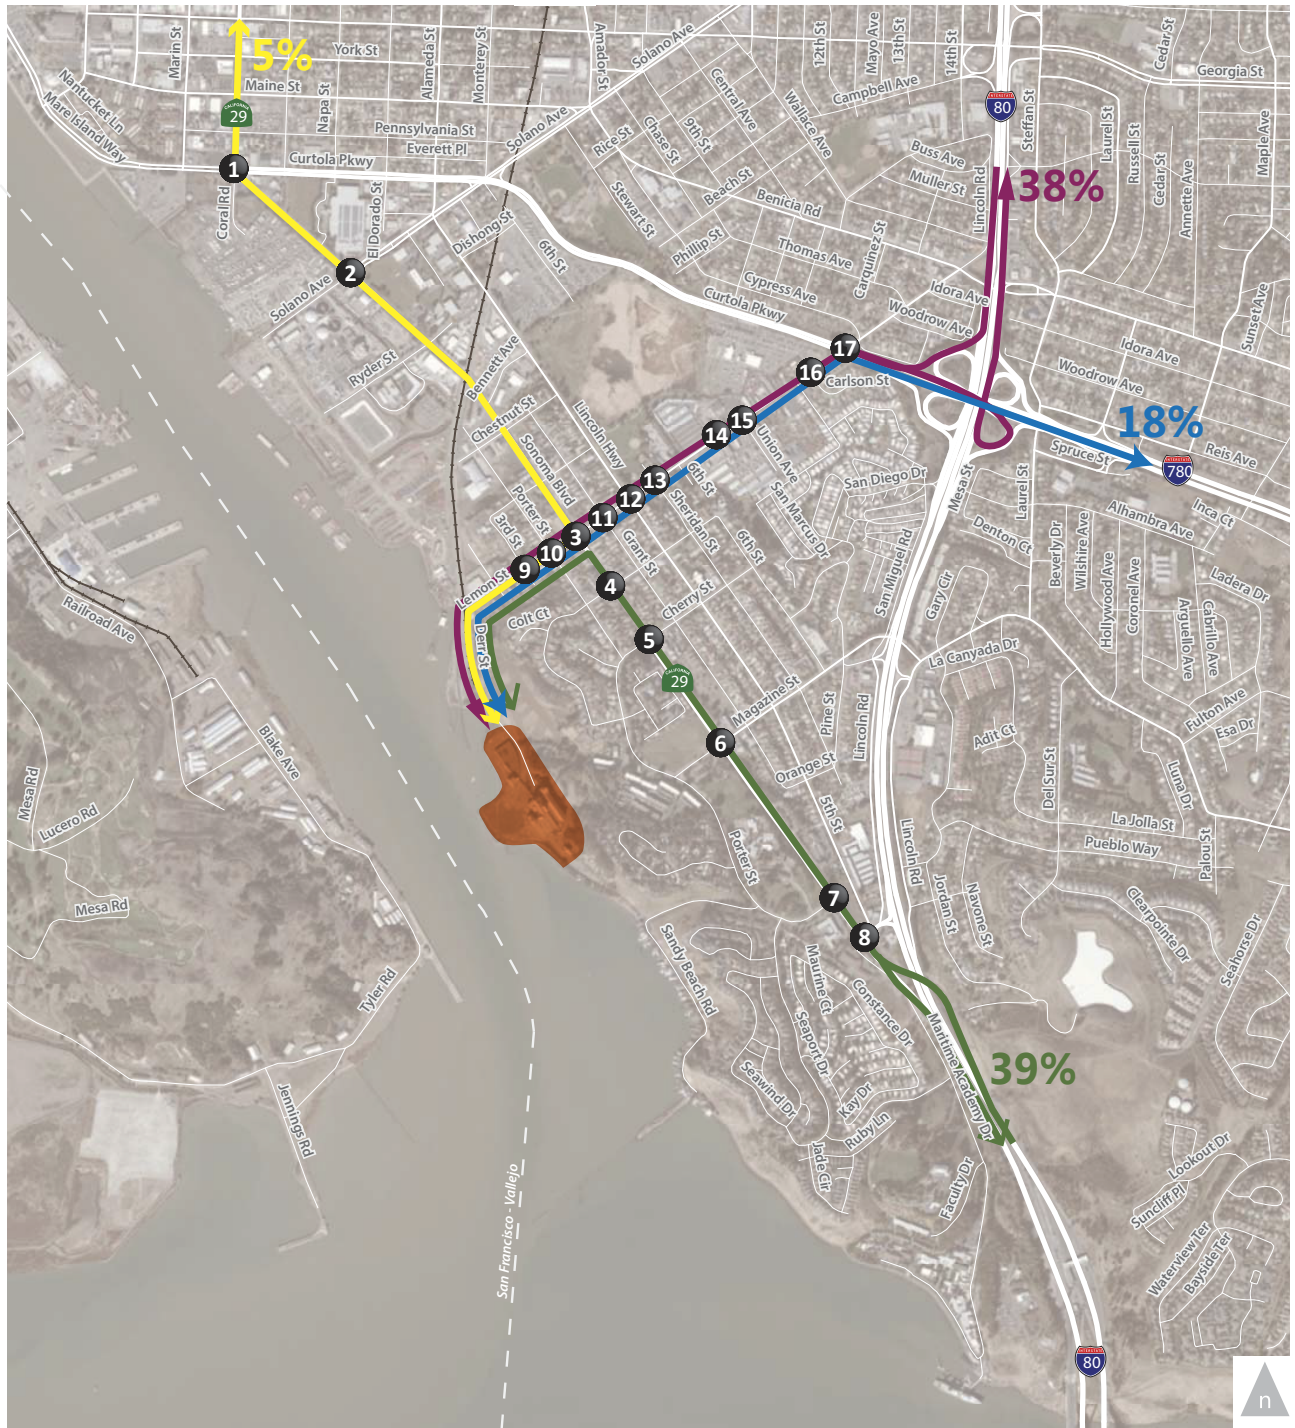 Marin St
York St
Alameda St
Monterey St
Amador St
Solano Ave
12th St
Mayo Ave
13th St
14th St
Cedar St
Georgia St
5%
Maine St
Napa St
Nantucket Ln
Mare Island Way
CALIFORNIA
29
Pennsylvania St
Everett Pl
Curtola Pkwy
Solano Ave
Rice St
Chase St
9th St
Central Ave
Wallace Ave
Campbell Ave
INTERSTATE
80
Steffan St
Laurel St
Russell St
Cedar St
Annette Ave
Maple Ave
Buss Ave
Muller St
Lincoln Rd
38%
1
Coral Rd
El Dorado St
Dishong St
6th St
Stewart St
Beach St
Benicia Rd
Phillip St
Thomas Ave
Carquinez St
Cypress Ave
Curtola Pkwy
Idora Ave
Woodrow Ave
Sunset Ave
2
Solano Ave
Ryder St
Bennett Ave
Chestnut St
Lincoln Hwy
Sonoma Blvd
17
16
Carlson St
Idora Ave
Woodrow Ave
18%
Spruce St
Reis Ave
INTERSTATE
780
15
14
Union Ave
13
6th St
12
11
3
10
9
Porter St
3rd St
Sheridan St
Grant St
San Marcus Dr
6th St
San Diego Dr
Mesa St
Laurel St
Alhambra Ave
Inca Ct
Denton Ct
Beverly Dr
Wilshire Ave
Hollywood Ave
Coronel Ave
Ladera Dr
Arguello Ave
Cabrillo Ave
San Miguel Rd
Gary Cir
Lemon St
Derr St
Colt Ct
4
Cherry St
5
CALIFORNIA
29
Magazine St
6
Pine St
Lincoln Rd
Orange St
5th St
La Canyada Dr
Adit Ct
Del Sur St
Fulton Ave
Esa Dr
Luna Dr
La Jolla St
Pueblo Way
Palou St
Railroad Ave
Blake Ave
Mesa Rd
Lucero Rd
Mesa Rd
Tyler Rd
Jennings Rd
Porter St
7
8
Lincoln Rd
Jordan St
Navone St
Clearpointe Dr
Seahorse Dr
Sandy Beach Rd
Maurine Ct
Constance Dr
Seaport Dr
Seawind Dr
Kay Dr
Ruby Ln
Jade Cir
Maritime Academy Dr
39%
Faculty Dr
Lookout Dr
Suncliff Pl
Waterview Ter
Bayside Ter
San Francisco - Vallejo
INTERSTATE
80
n